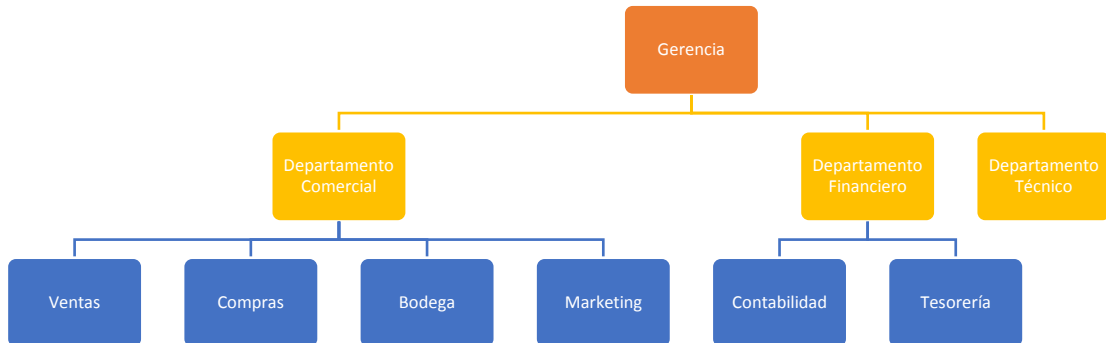 Gerencia
Departamento
Comercial
Departamento
Financiero
Departamento
Técnico
Ventas
Compras
Bodega
Marketing
Contabilidad
Tesorería